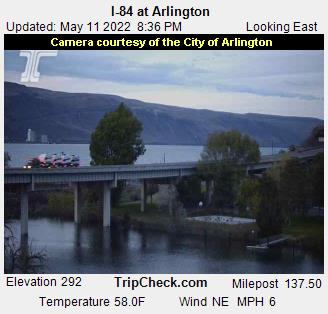 I-84 at Arlington
Updated: May 11 2022 8:36 PM Looking East
Camera courtesy of the City of Arlington
Elevation 292 TripCheck.com Milepost 137.50
Temperature 58.0F Wind NE MPH 6